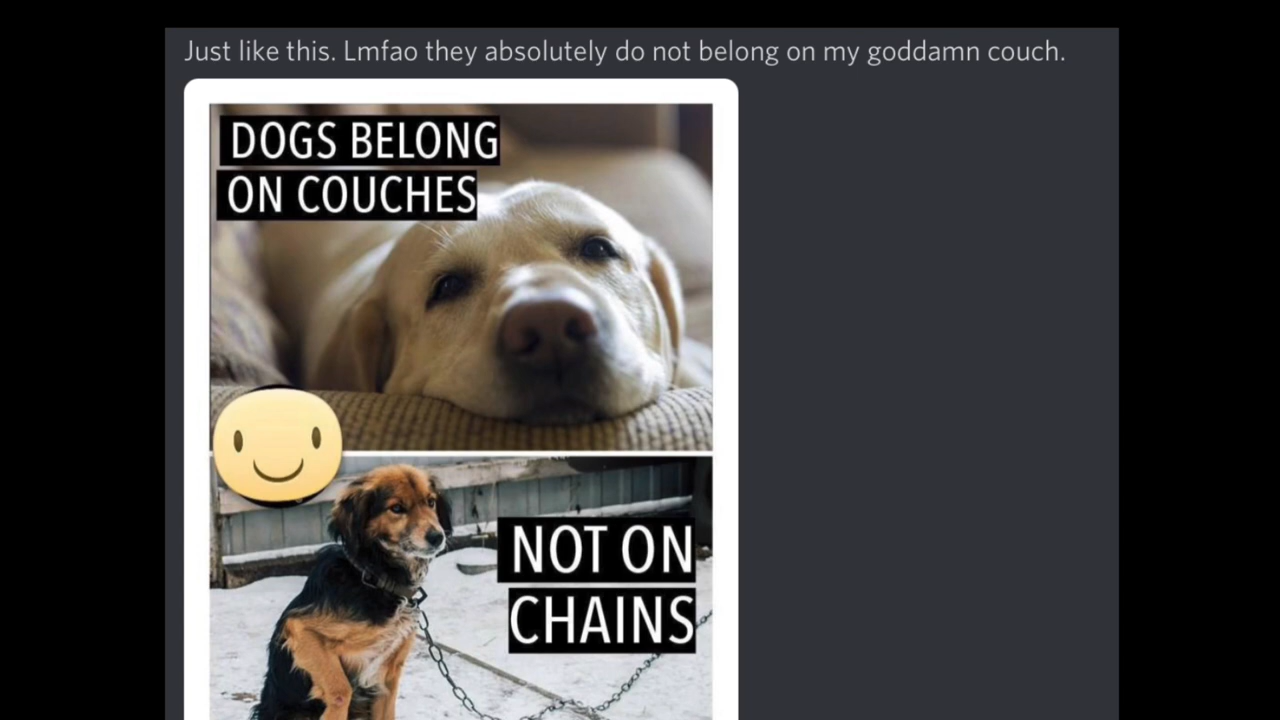 Just like this. Lmfao they absolutely do not belong on my goddamn couch.
DOGS BELONG
ON COUCHES
NOT ON
CHAINS